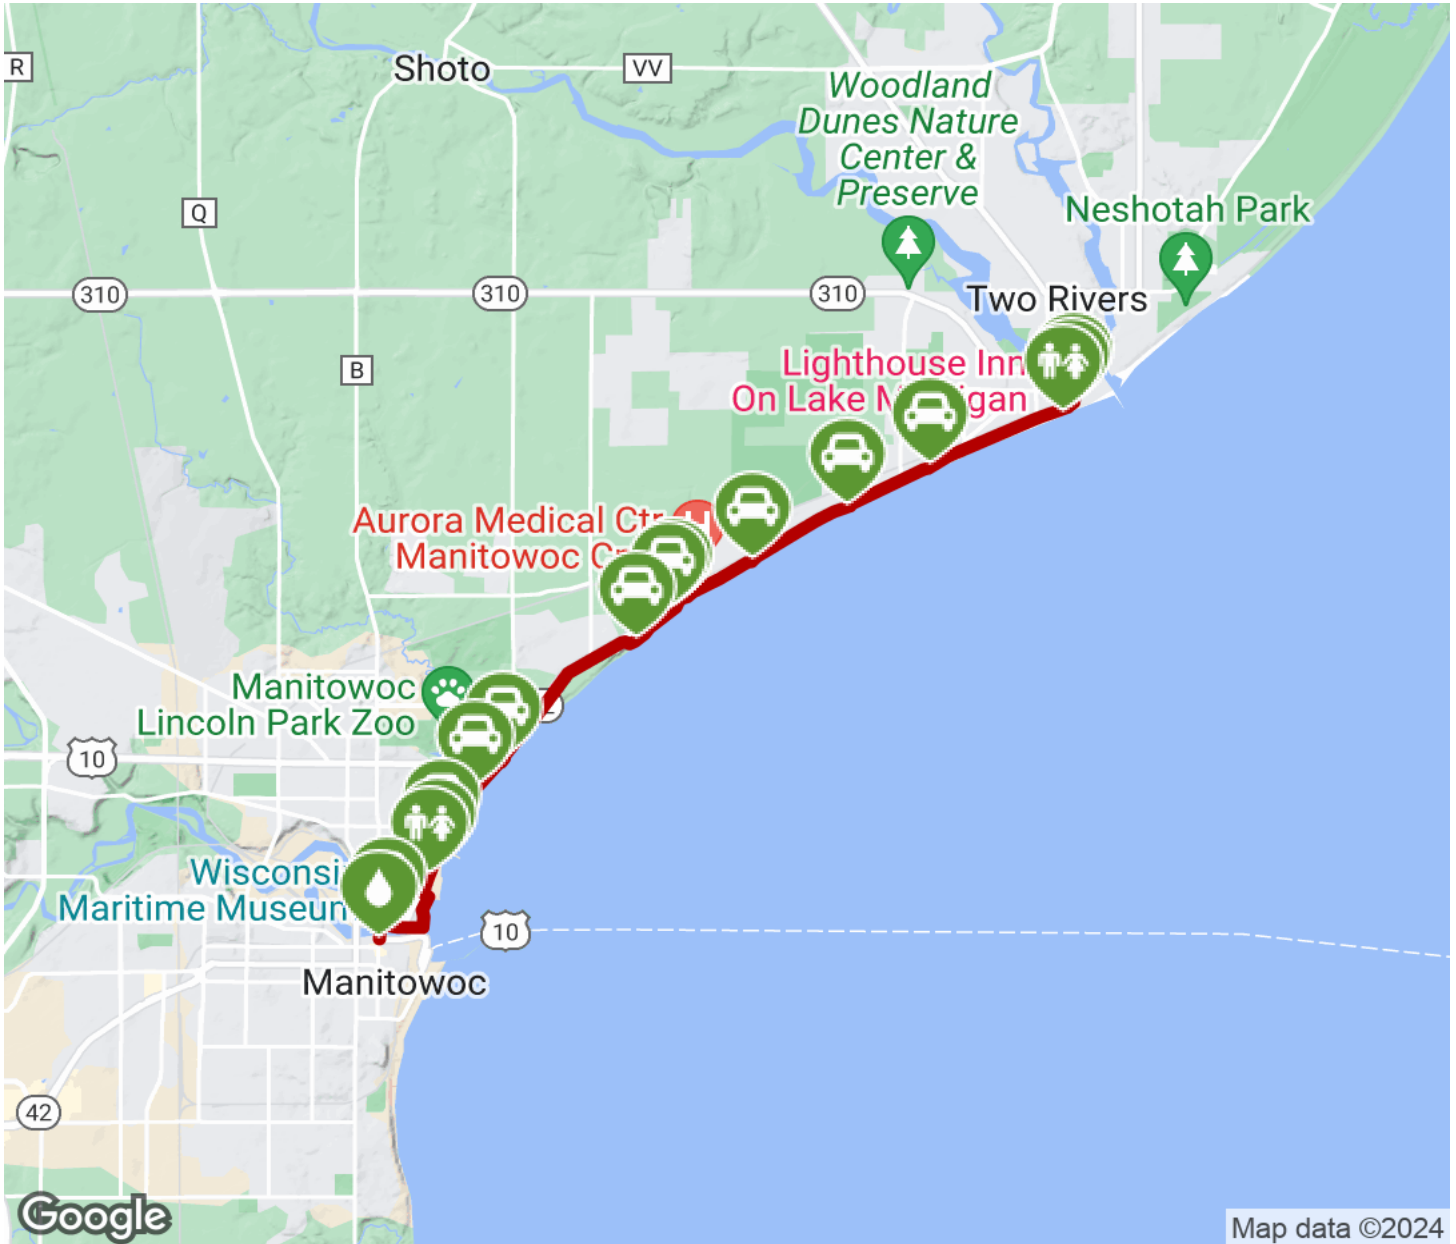 R
Shoto
VV
Woodland
Dunes Nature
Center &
Preserve
Q
Neshotah Park
310
310
310
Two Rivers
B
Lighthouse Inn
On Lake M igan
Aurora Medical Ctr
Manitowoc C
Manitowoc
Lincoln Park Zoo
10
Wisconsi
Maritime Museum
10
Manitowoc
42
Google
Map data ©2024